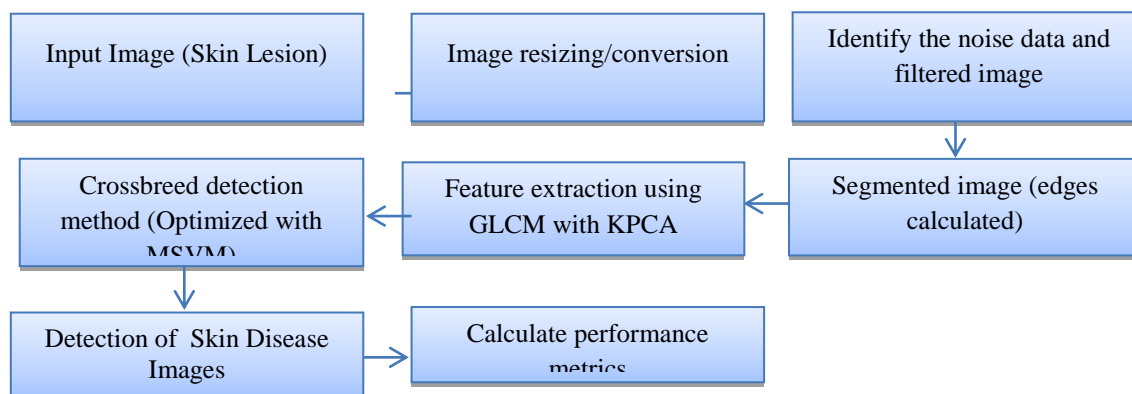 Input Image (Skin Lesion)
Image resizing/conversion
Identify the noise data and
filtered image
Segmented image (edges
calculated)
Feature extraction using
GLCM with KPCA
Crossbreed detection
method (Optimized with
MSVM)
Detection of Skin Disease
Images
Calculate performance
metrics